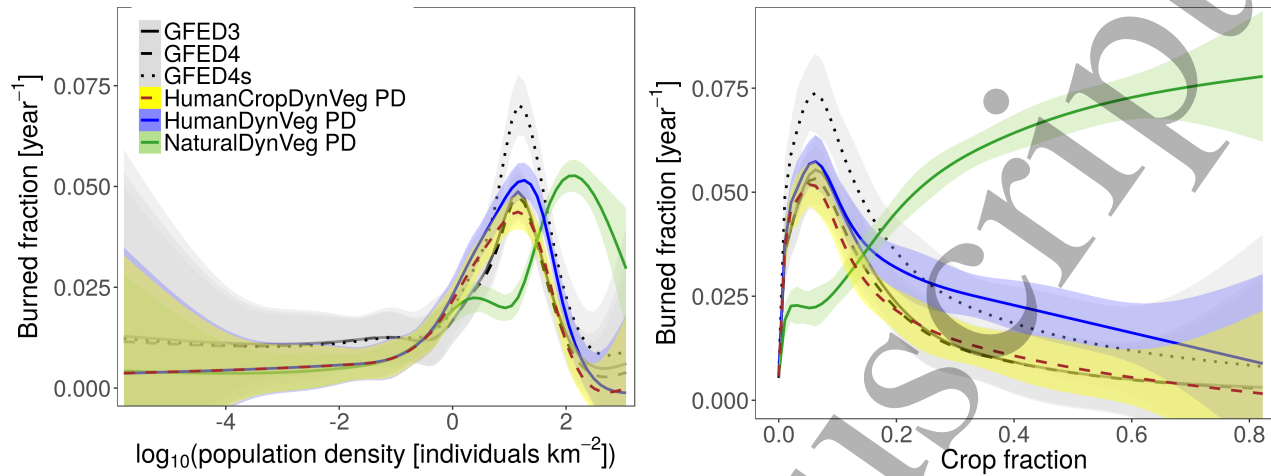 GFED3
GFED4
GFED4s
HumanCropDynVeg PD
HumanDynVeg PD
NaturalDynVeg PD
Burned fraction [year⁻¹]
0.075
0.050
0.025
0.000
-4
-2
0
2
log₁₀(population density [individuals km⁻²])
Burned fraction [year⁻¹]
0.075
0.050
0.025
0.000
0.0
0.2
0.4
0.6
0.8
Crop fraction
uscrip